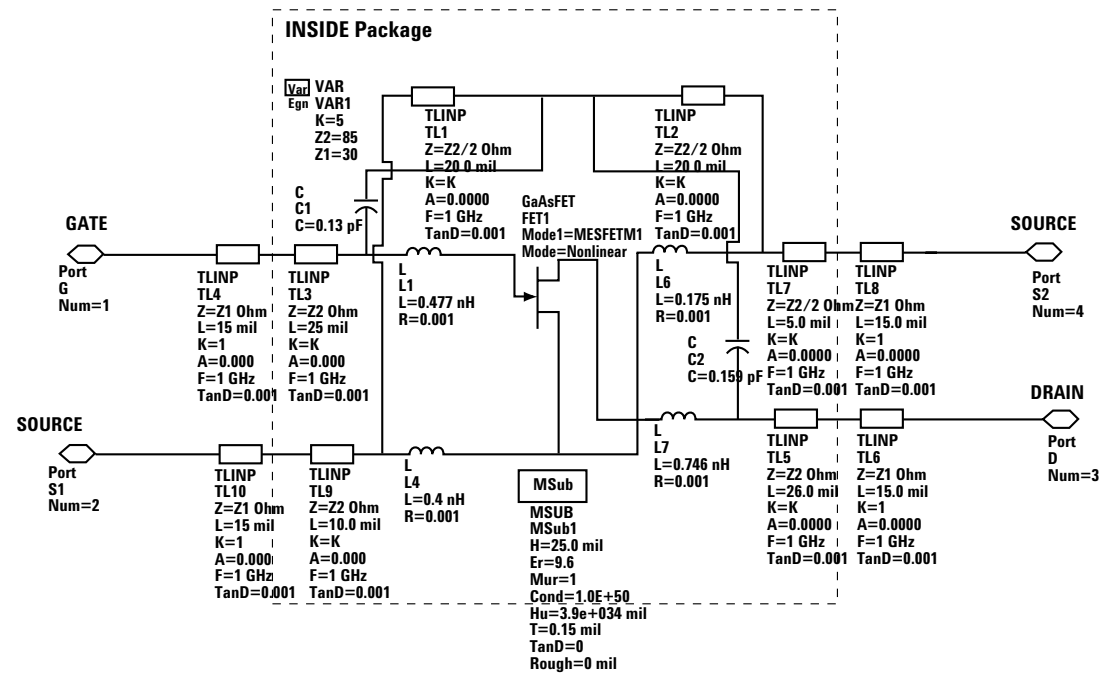 INSIDE Package
Var
Egn
VAR
VAR1
K=5
Z2=85
Z1=30
TLINP
TL1
Z=Z2/2 Ohm
L=20 0 mil
K=K
A=0.0000
F=1 GHz
TanD=0.001
TLINP
TL2
Z=Z2/2 Ohm
L=20 0 mil
K=K
A=0.0000
F=1 GHz
TanD=0.001
C
C1
C=0.13 pF
GaAsFET
FET1
Mode1=MESFETM1
Mode=Nonlinear
GATE
Port
G
Num=1
TLINP
TL4
Z=Z1 Ohm
L=15 mil
K=1
A=0.000
F=1 GHz
TanD=0.001
TLINP
TL3
Z=Z2 Ohm
L=25 mil
K=K
A=0.000
F=1 GHz
TanD=0.001
L
L1
L=0.477 nH
R=0.001
L
L6
L=0.175 nH
R=0.001
C
C2
C=0.159 pF
TLINP
TL7
Z=Z2/2 Ohm
L=5.0 mil
K=K
A=0.0000
F=1 GHz
TanD=0.001
TLINP
TL8
Z=Z1 Ohm
L=15.0 mil
K=1
A=0.0000
F=1 GHz
TanD=0.001
SOURCE
Port
S2
Num=4
SOURCE
Port
S1
Num=2
TLINP
TL10
Z=Z1 Ohm
L=15 mil
K=1
A=0.000
F=1 GHz
TanD=0.001
TLINP
TL9
Z=Z2 Ohm
L=10.0 mil
K=K
A=0.000
F=1 GHz
TanD=0.001
L
L4
L=0.4 nH
R=0.001
MSub
MSUB
MSub1
H=25.0 mil
Er=9.6
Mur=1
Cond=1.0E+50
Hu=3.9e+034 mil
T=0.15 mil
TanD=0
Rough=0 mil
L
L7
L=0.746 nH
R=0.001
TLINP
TL5
Z=Z2 Ohm
L=26.0 mil
K=K
A=0.0000
F=1 GHz
TanD=0.001
TLINP
TL6
Z=Z1 Ohm
L=15.0 mil
K=1
A=0.0000
F=1 GHz
TanD=0.001
DRAIN
Port
D
Num=3